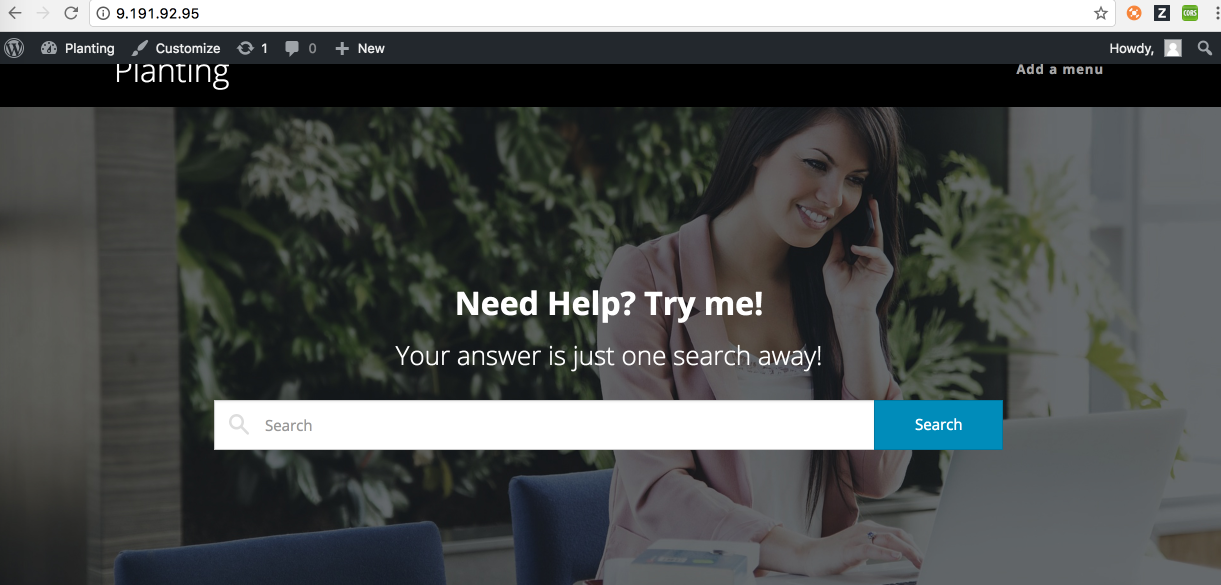 9.191.92.95
Z CORS
Planting Customize 1 0 New Howdy,
Planting Add a menu
Need Help? Try me!
Your answer is just one search away!
Search Search